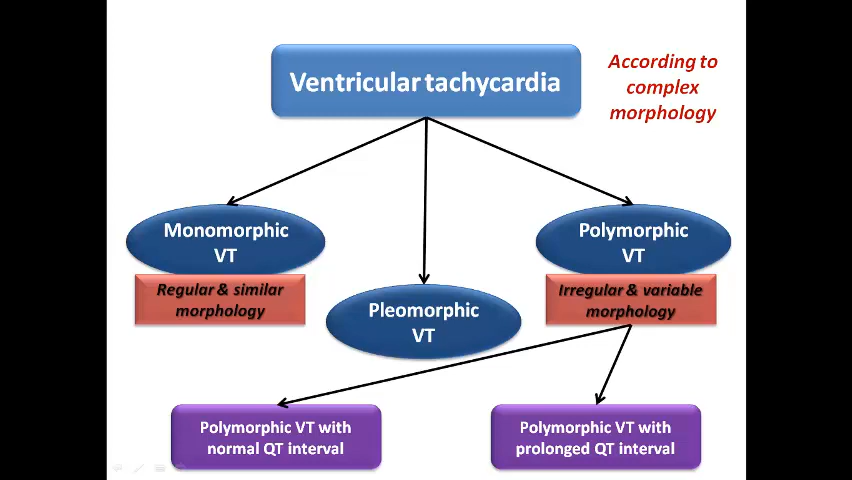 Ventricular tachycardia
According to
complex
morphology
Monomorphic
VT
Regular & similar
morphology
Pleomorphic
VT
Polymorphic
VT
Irregular & variable
morphology
Polymorphic VT with
normal QT interval
Polymorphic VT with
prolonged QT interval